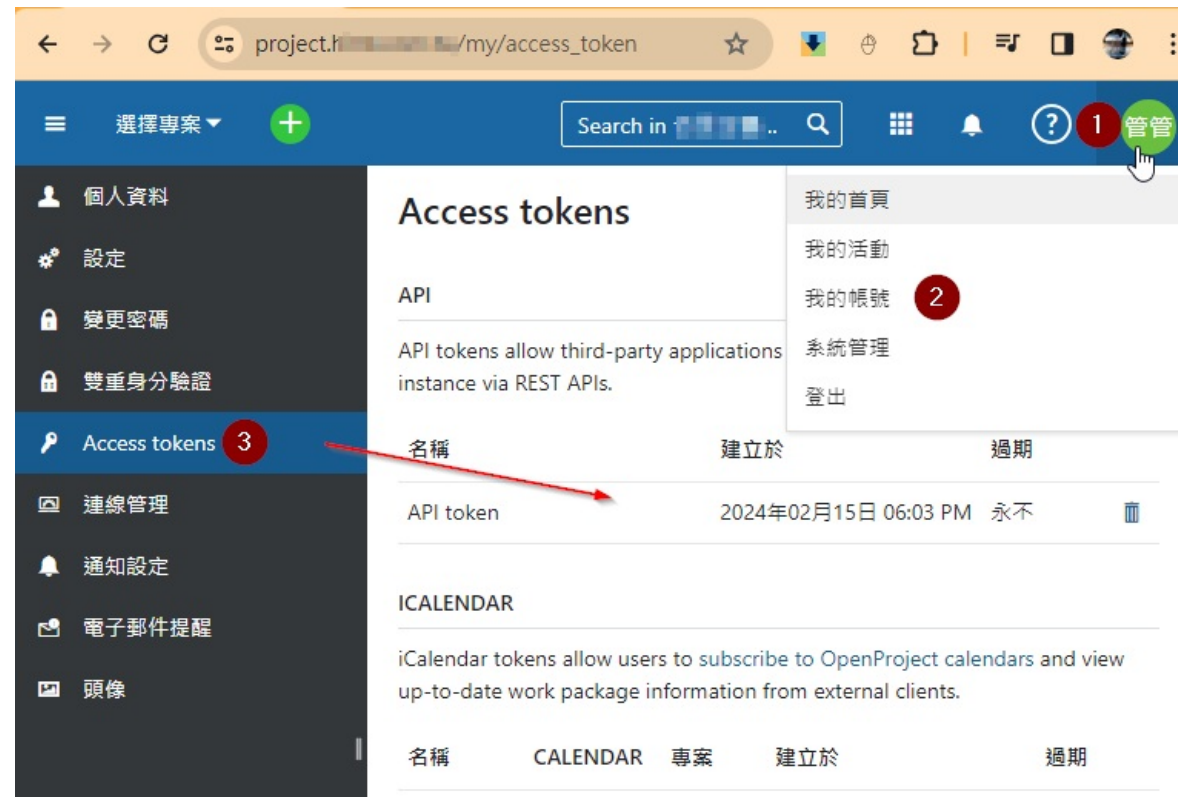 project.h /my/access_token
選擇專案
Search in ..
1
管管
個人資料
設定
變更密碼
雙重身分驗證
Access tokens 3
連線管理
通知設定
電子郵件提醒
頭像
我的首頁
我的活動
我的帳號 2
系統管理
登出
Access tokens
API
API tokens allow third-party applications
instance via REST APIs.
名稱 建立於 過期
API token 2024年02月15日 06:03 PM 永不
ICALENDAR
iCalendar tokens allow users to subscribe to OpenProject calendars and view
up-to-date work package information from external clients.
名稱 CALENDAR 專案 建立於 過期